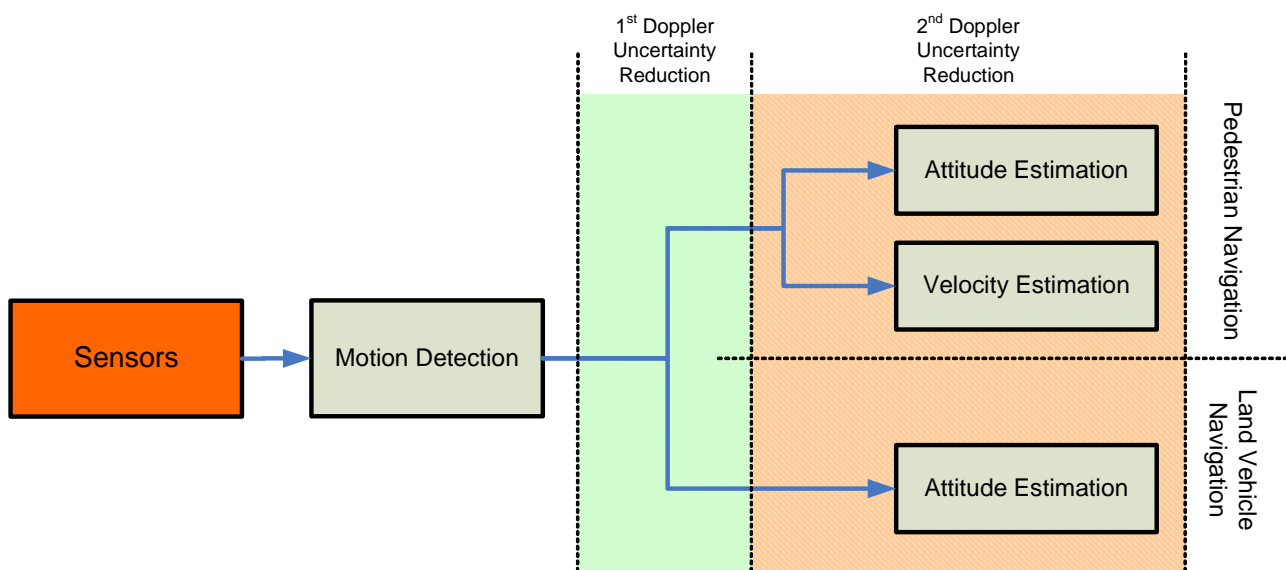 1st Doppler
Uncertainty
Reduction
2nd Doppler
Uncertainty
Reduction
Attitude Estimation
Velocity Estimation
Pedestrian Navigation
Sensors
Motion Detection
Attitude Estimation
Land Vehicle
Navigation